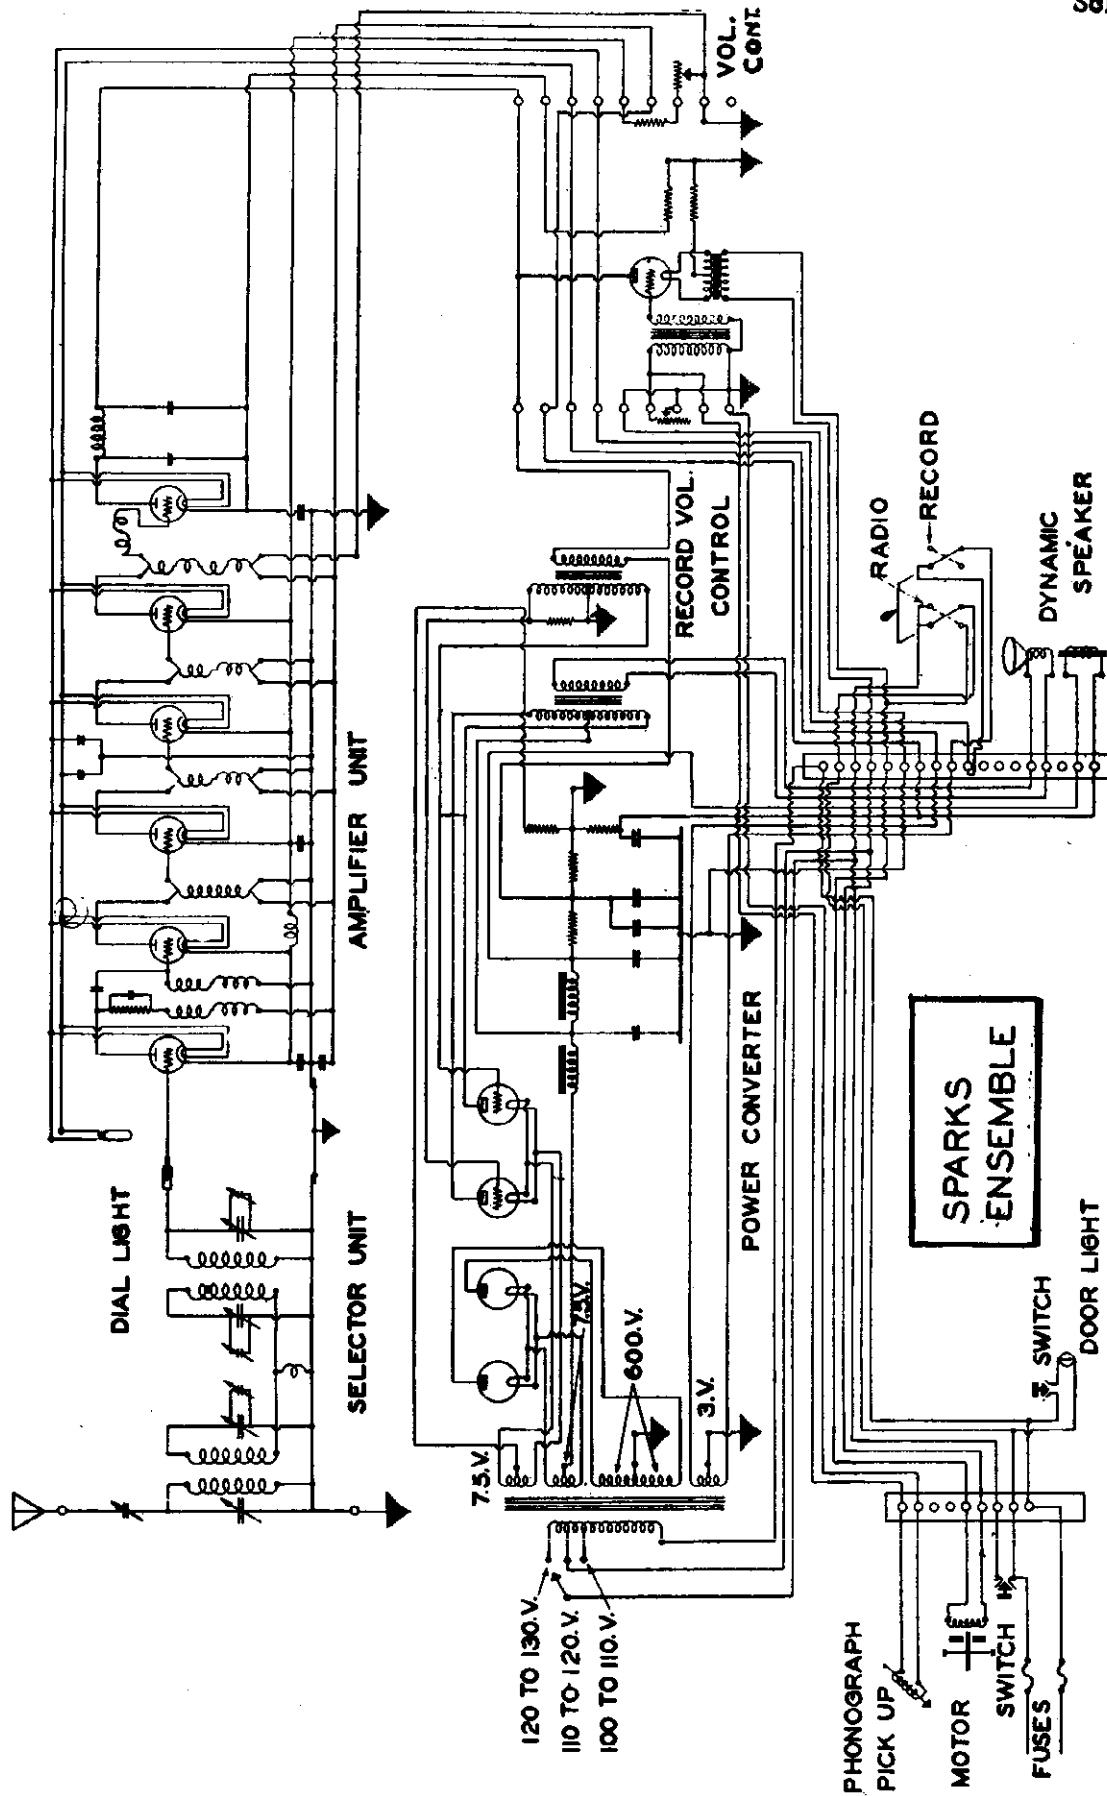 DIAL LIGHT
SELECTOR UNIT
AMPLIFIER UNIT
VOL.
CONT.
RECORD VOL.
CONTROL
POWER CONVERTER
7.5.V.
7.5.V.
600.V.
3.V.
120 TO 130.V.
110 TO 120.V.
100 TO 110.V.
RADIO
RECORD
DYNAMIC
SPEAKER
SPARKS
ENSEMBLE
SWITCH
DOOR LIGHT
PHONOGRAPH
PICK UP
MOTOR
SWITCH
FUSES